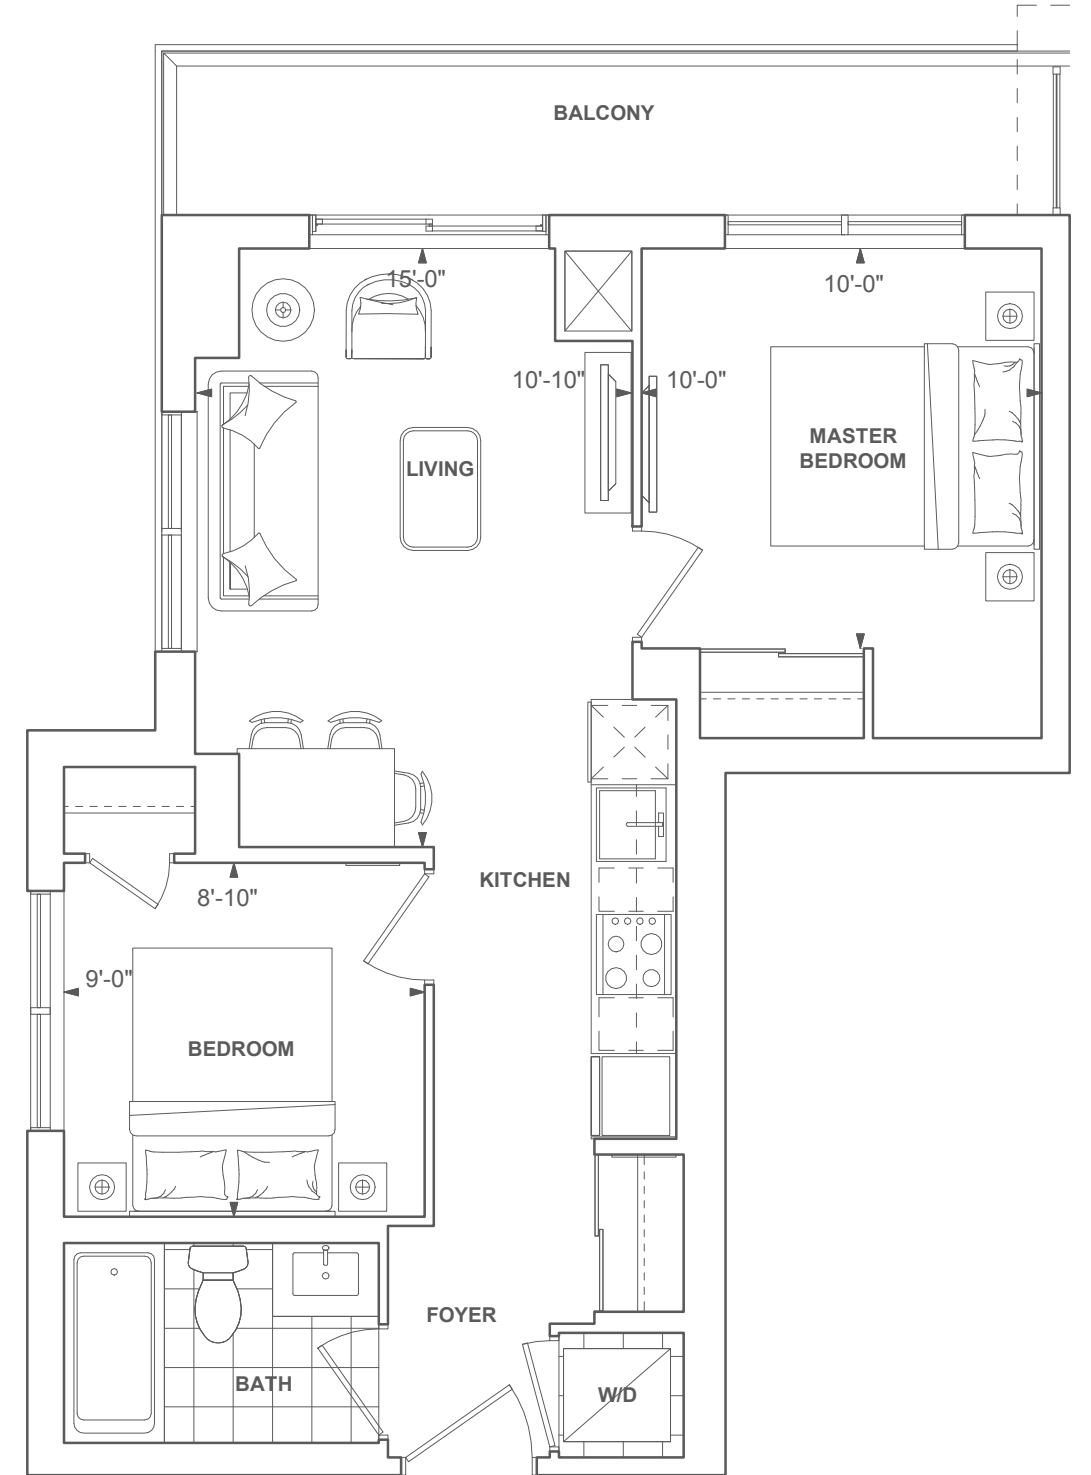 BALCONY
15'-0"
10'-0"
10'-10"
10'-0"
MASTER
BEDROOM
LIVING
KITCHEN
8'-10"
9'-0"
BEDROOM
FOYER
BATH
W/D